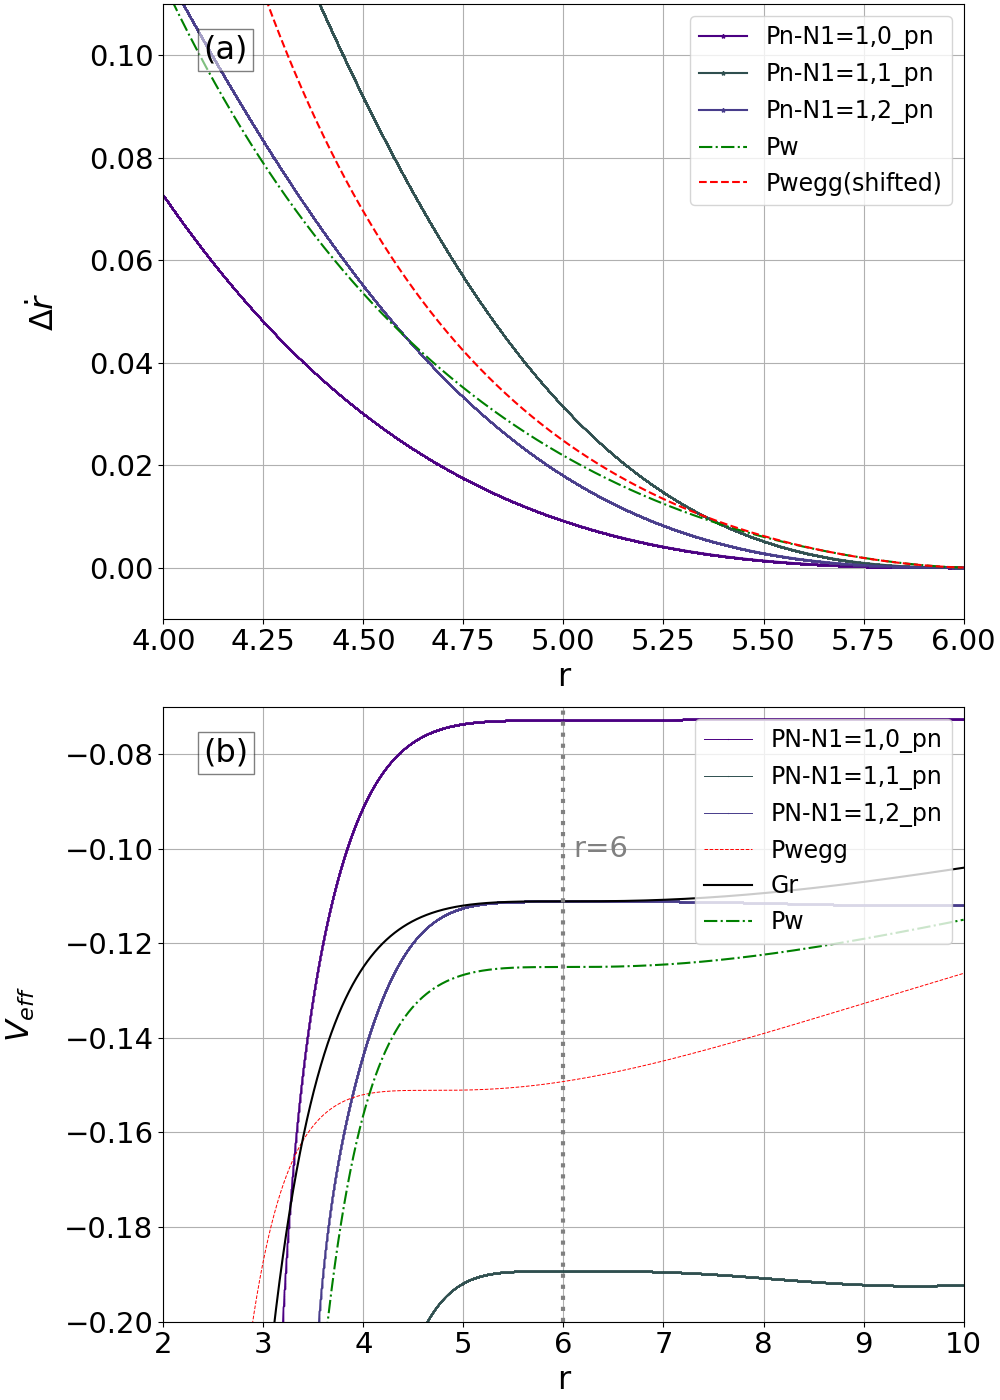 (a)
Pn-N1=1,0_pn
Pn-N1=1,1_pn
Pn-N1=1,2_pn
Pw
Pwegg(shifted)
0.10
0.08
0.06
0.04
0.02
0.00
Δṙ
4.00 4.25 4.50 4.75 5.00 5.25 5.50 5.75 6.00
r
(b)
PN-N1=1,0_pn
PN-N1=1,1_pn
PN-N1=1,2_pn
Pwegg
Gr
Pw
r=6
−0.08
−0.10
−0.12
−0.14
−0.16
−0.18
−0.20
V_{eff}
2 3 4 5 6 7 8 9 10
r